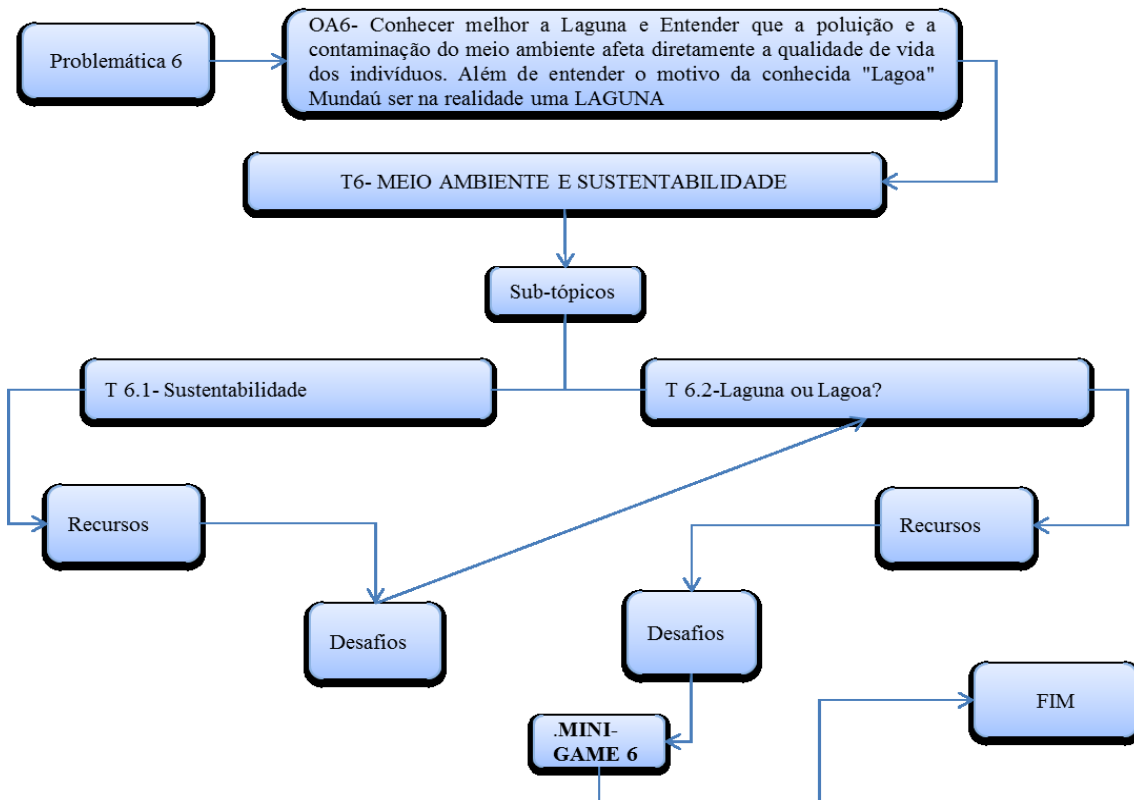 Problemática 6
OA6- Conhecer melhor a Laguna e Entender que a poluição e a
contaminação do meio ambiente afeta diretamente a qualidade de vida
dos indivíduos. Além de entender o motivo da conhecida "Lagoa"
Mundaú ser na realidade uma LAGUNA
T6- MEIO AMBIENTE E SUSTENTABILIDADE
Sub-tópicos
T 6.1- Sustentabilidade
T 6.2-Laguna ou Lagoa?
Recursos
Recursos
Desafios
Desafios
FIM
.MINI-
GAME 6